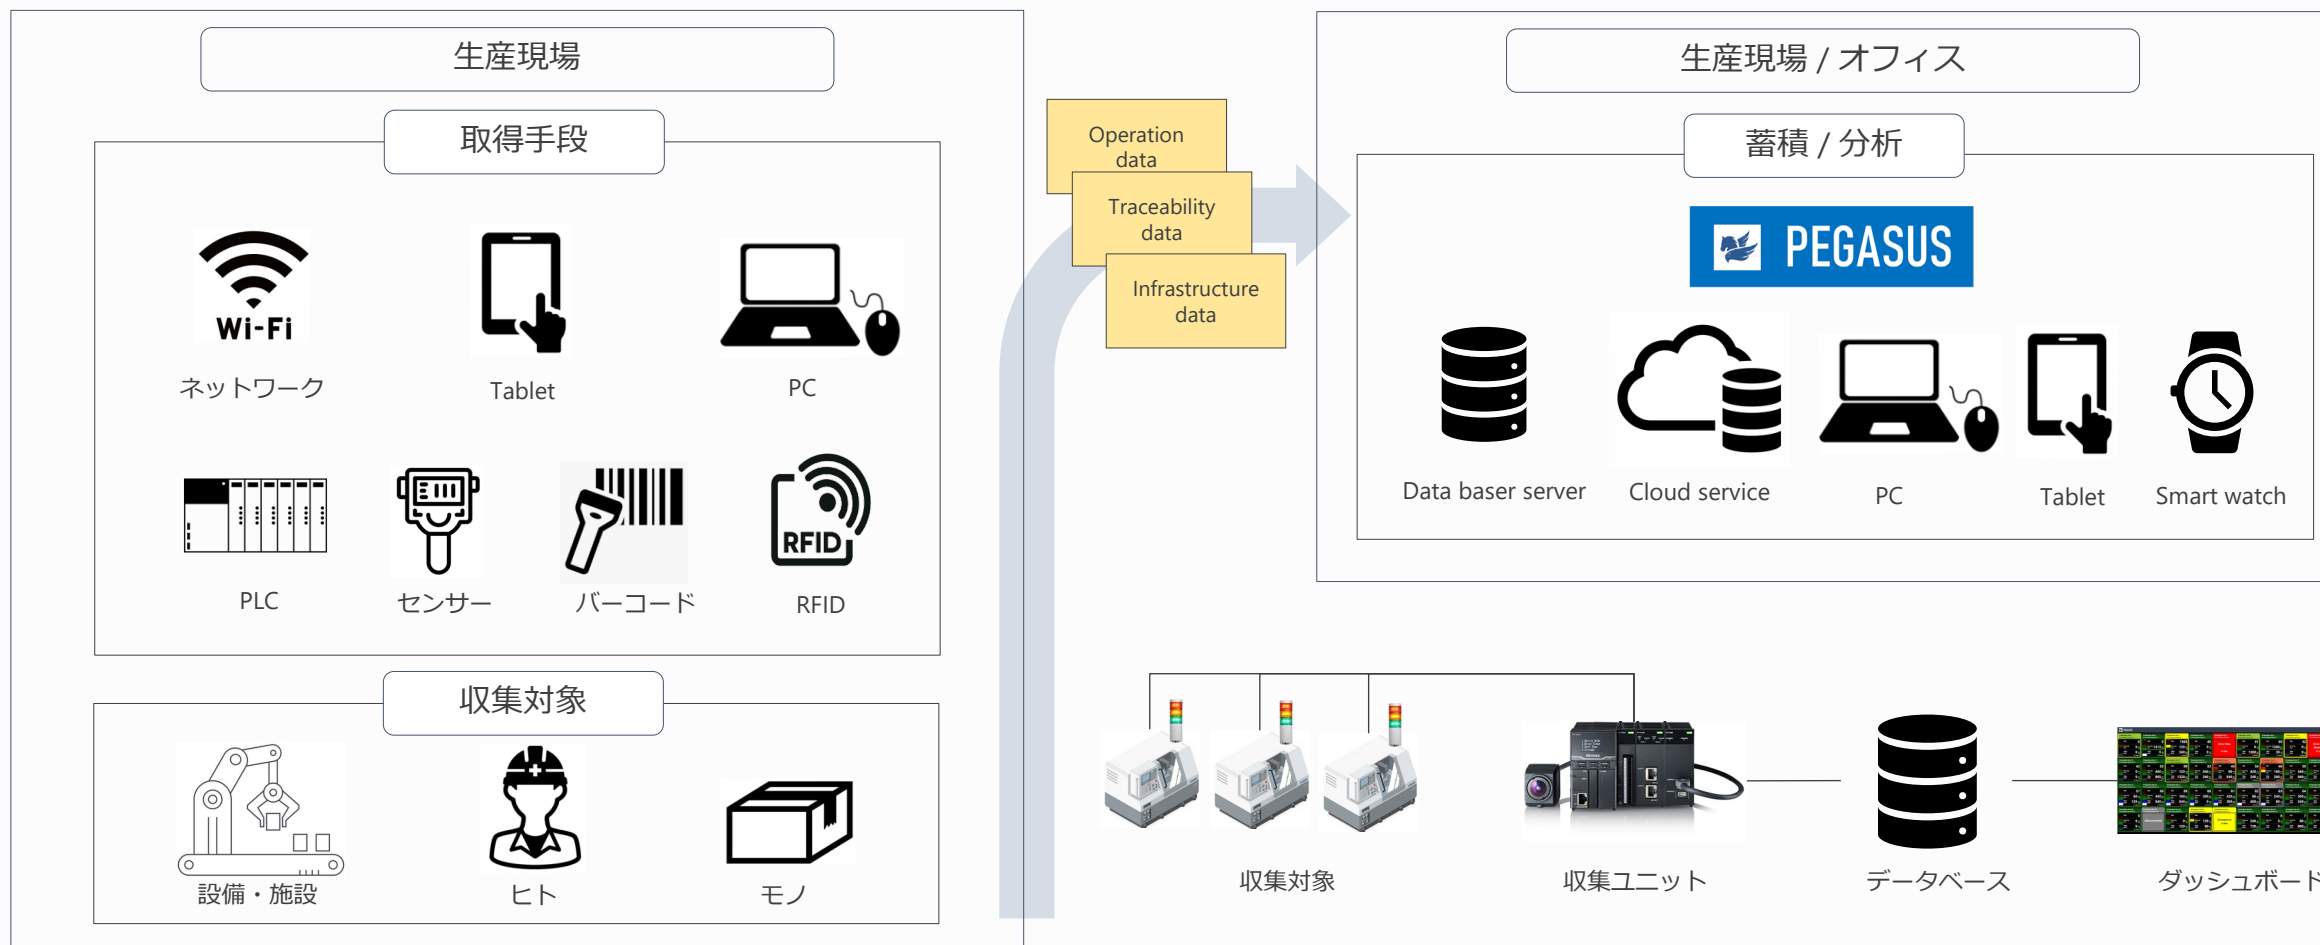 生産現場
取得手段
Wi-Fi
ネットワーク
Tablet
PC
RFID
PLC
センサー
バーコード
RFID
収集対象
設備・施設
ヒト
モノ
Operation
data
Traceability
data
Infrastructure
data
生産現場 / オフィス
蓄積 / 分析
PEGASUS
Data baser server
Cloud service
PC
Tablet
Smart watch
収集対象
収集ユニット
データベース
ダッシュボード